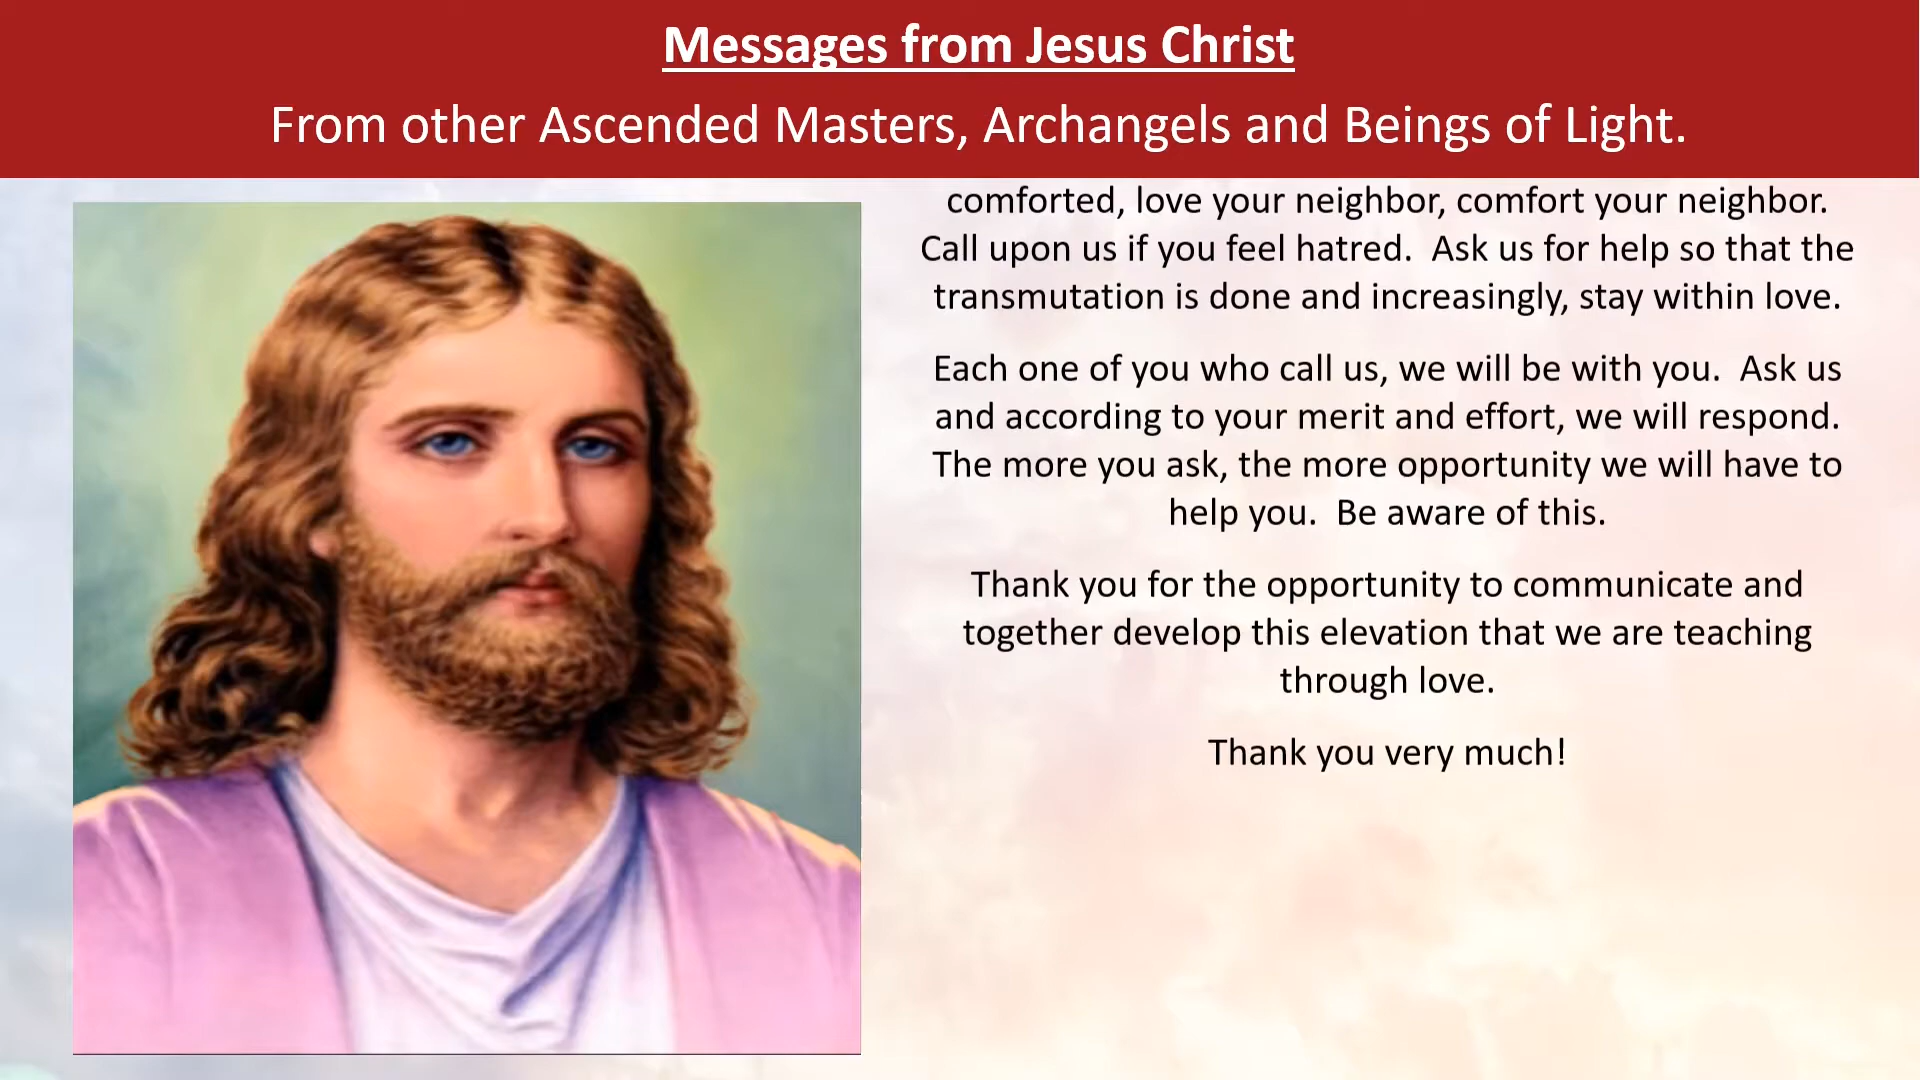 Messages from Jesus Christ
From other Ascended Masters, Archangels and Beings of Light.
comforted, love your neighbor, comfort your neighbor.
Call upon us if you feel hatred.  Ask us for help so that the
transmutation is done and increasingly, stay within love.
Each one of you who call us, we will be with you.  Ask us
and according to your merit and effort, we will respond.
The more you ask, the more opportunity we will have to
help you.  Be aware of this.
Thank you for the opportunity to communicate and
together develop this elevation that we are teaching
through love.
Thank you very much!